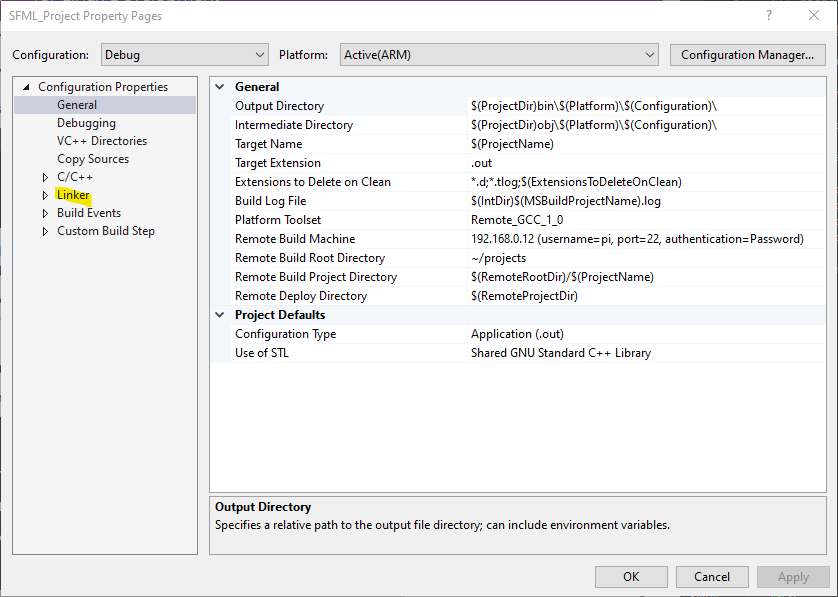 SFML_Project Property Pages
?
Configuration: Debug Platform: Active(ARM) Configuration Manager...
Configuration Properties
General
Debugging
VC++ Directories
Copy Sources
C/C++
Linker
Build Events
Custom Build Step
General
Output Directory $(ProjectDir)bin\$(Platform)\$(Configuration)\
Intermediate Directory $(ProjectDir)obj\$(Platform)\$(Configuration)\
Target Name $(ProjectName)
Target Extension .out
Extensions to Delete on Clean *.d;*.tlog;$(ExtensionsToDeleteOnClean)
Build Log File $(IntDir)$(MSBuildProjectName).log
Platform Toolset Remote_GCC_1_0
Remote Build Machine 192.168.0.12 (username=pi, port=22, authentication=Password)
Remote Build Root Directory ~/projects
Remote Build Project Directory $(RemoteRootDir)/$(ProjectName)
Remote Deploy Directory $(RemoteProjectDir)
Project Defaults
Configuration Type Application (.out)
Use of STL Shared GNU Standard C++ Library
Output Directory
Specifies a relative path to the output file directory; can include environment variables.
OK Cancel Apply